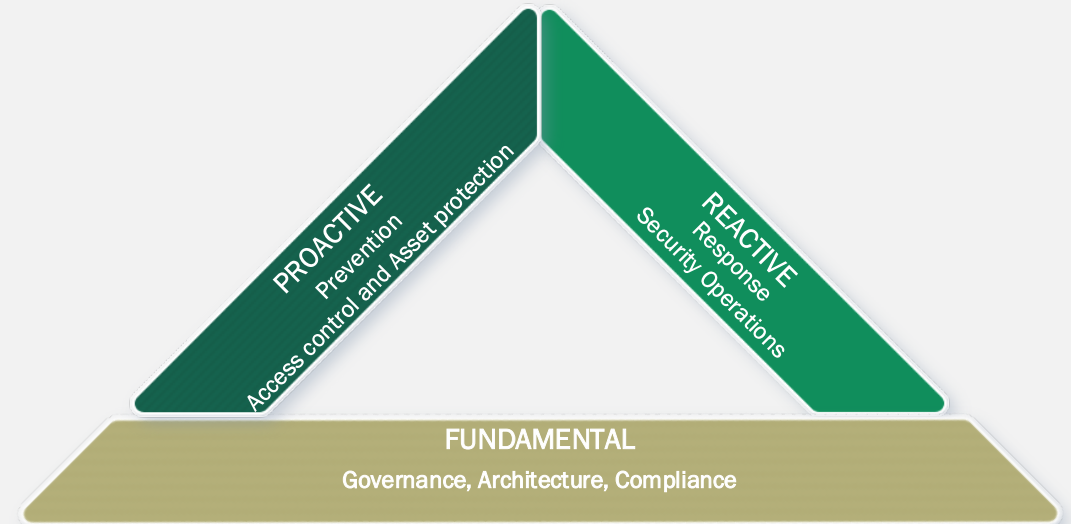 PROACTIVE
Prevention
Access control and Asset protection
REACTIVE
Response
Security Operations
FUNDAMENTAL
Governance, Architecture, Compliance